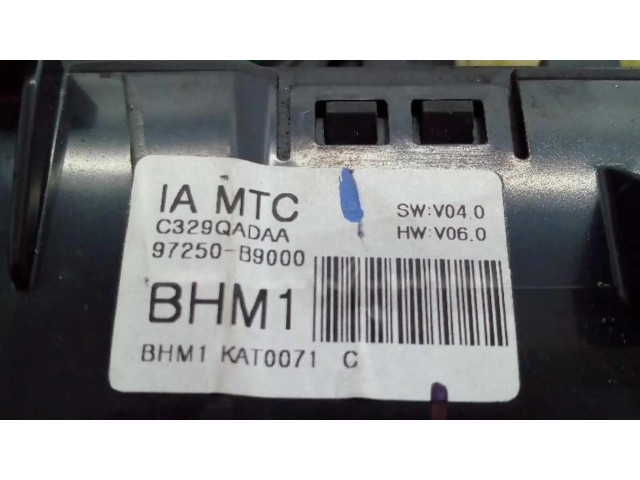 IA MTC
SW:V04.0
C329QADAA
HW:V06.0
97250-B9000
BHM1
BHM1 KAT0071 C